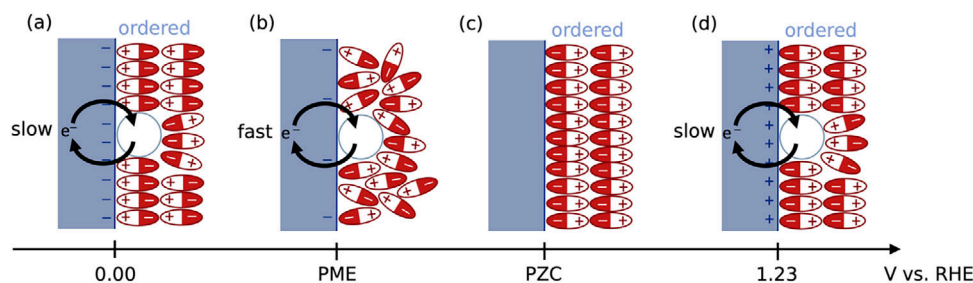 (a)
ordered
slow e⁻
(b)
fast e⁻
(c)
ordered
(d)
ordered
slow e⁻
0.00
PME
PZC
1.23
V vs. RHE